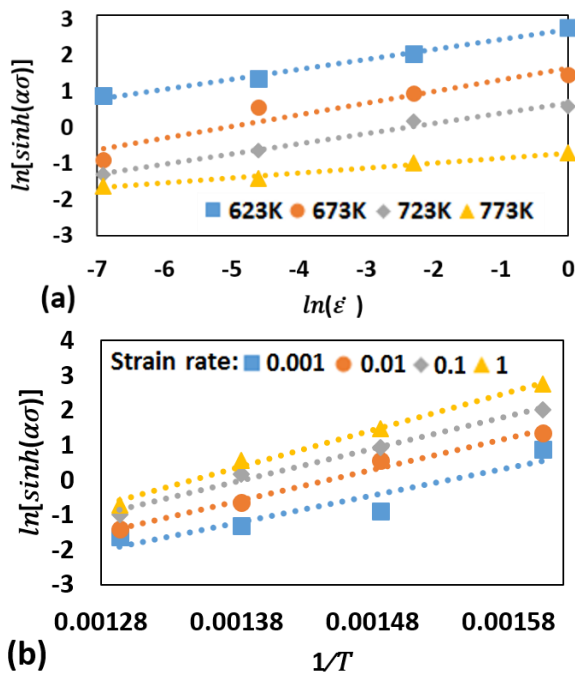 3
2
1
0
-1
-2
-3
ln[sinh(ασ)]
623K 673K 723K 773K
-7 -6 -5 -4 -3 -2 -1 0
(a)
ln(ε̇ )
4
3
2
1
0
-1
-2
-3
ln[sinh(ασ)]
Strain rate: 0.001 0.01 0.1 1
0.00128 0.00138 0.00148 0.00158
(b)
1/T